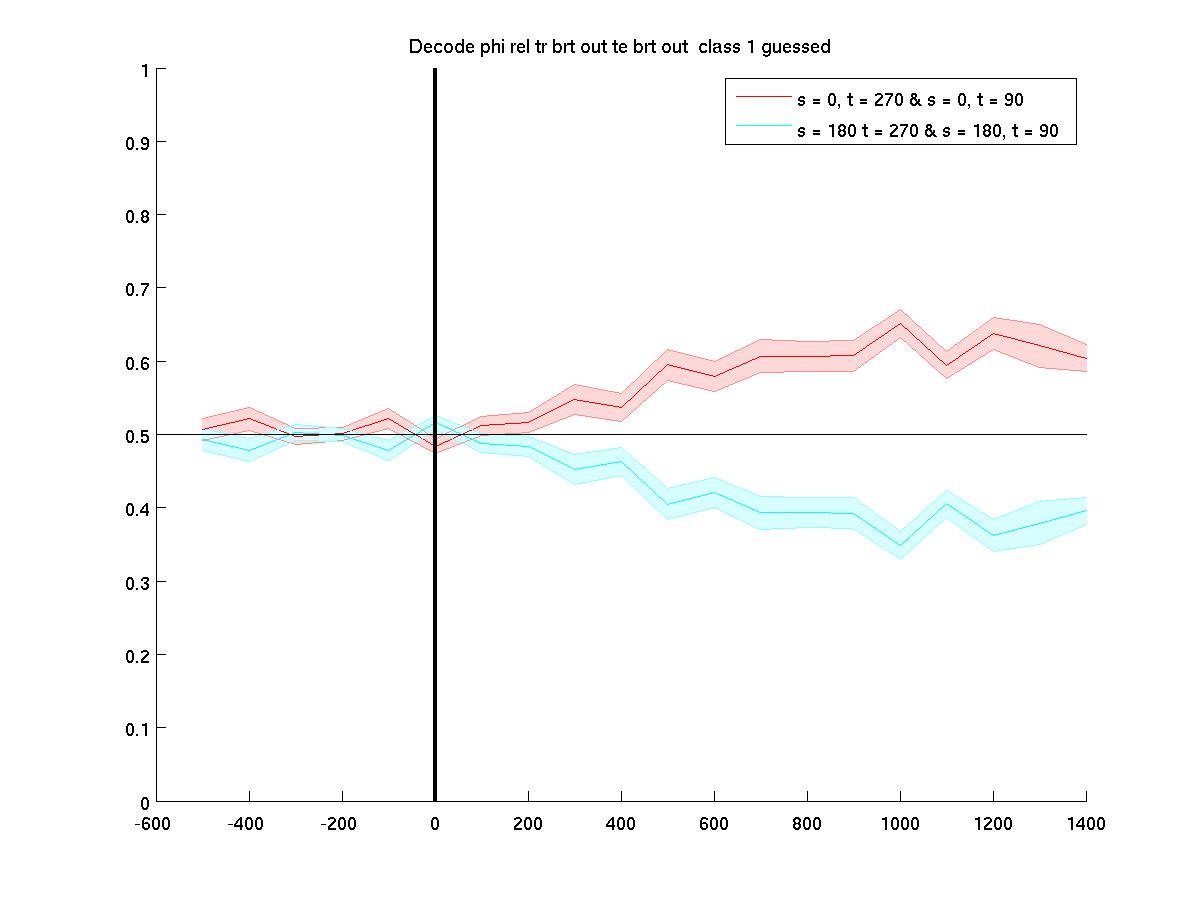 Decode phi rel tr brt out te brt out  class 1 guessed
s = 0, t = 270 & s = 0, t = 90
s = 180 t = 270 & s = 180, t = 90
1
0.9
0.8
0.7
0.6
0.5
0.4
0.3
0.2
0.1
0
-600 -400 -200 0 200 400 600 800 1000 1200 1400